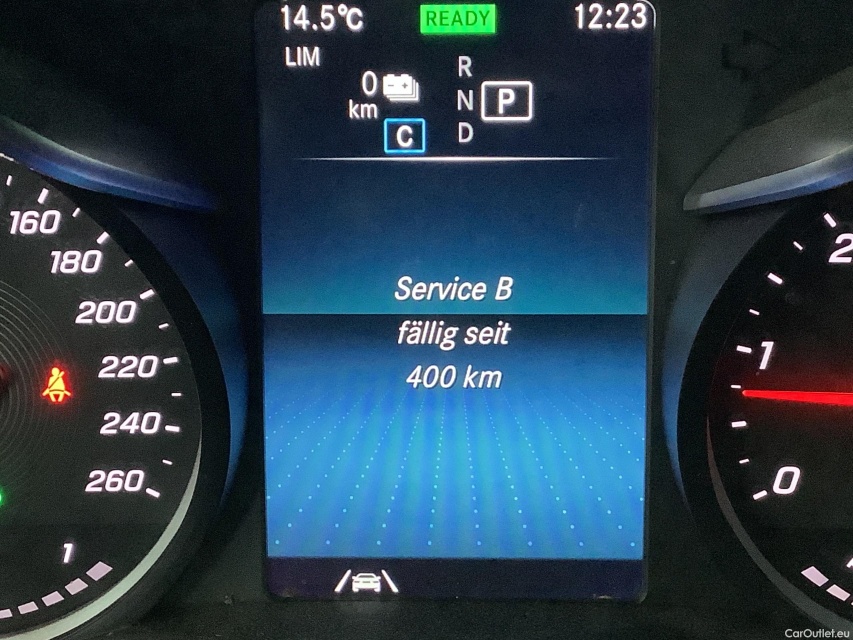 14.5°C READY 12:23
LIM
0 km
R
N P
D
C
Service B
fällig seit
400 km
160
180
200
220
240
260
1
2
1
0
CarOutlet.eu